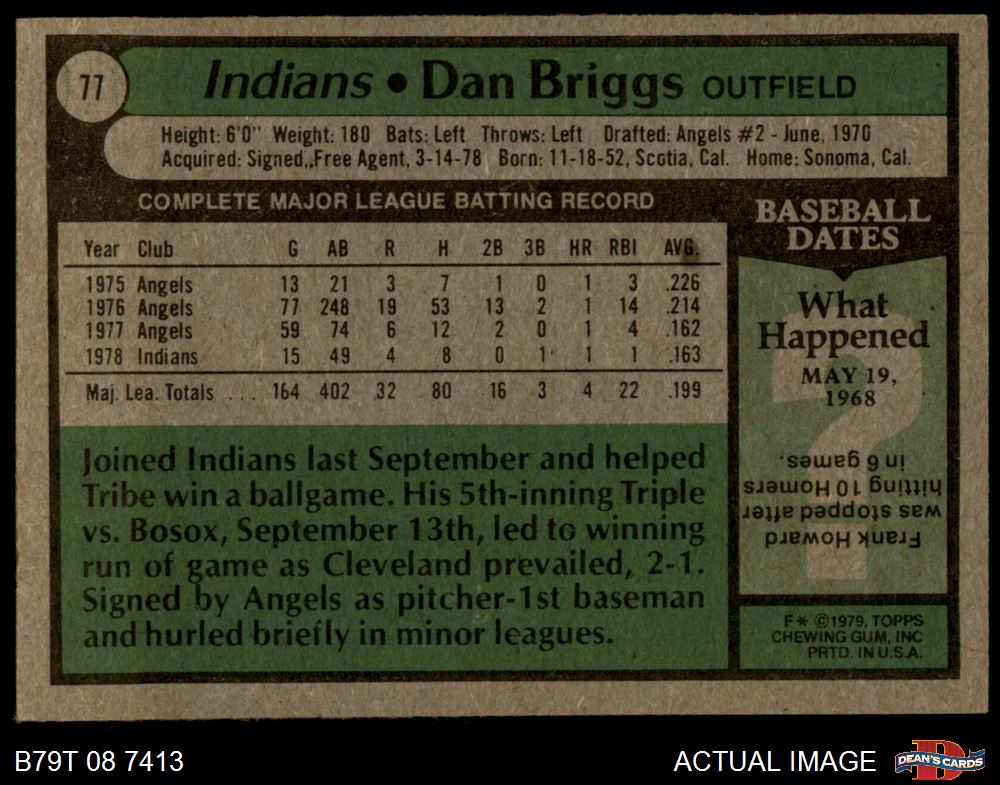 77
Indians • Dan Briggs OUTFIELD
Height: 6'0" Weight: 180 Bats: Left Throws: Left Drafted: Angels #2 - June, 1970
Acquired: Signed,,Free Agent, 3-14-78 Born: 11-18-52, Scotia, Cal. Home: Sonoma, Cal.
COMPLETE MAJOR LEAGUE BATTING RECORD
Year Club G AB R H 2B 3B HR RBI AVG.
1975 Angels 13 21 3 7 1 0 1 3 .226
1976 Angels 77 248 19 53 13 2 1 14 .214
1977 Angels 59 74 6 12 2 0 1 4 .162
1978 Indians 15 49 4 8 0 1 1 1 .163
Maj. Lea. Totals ... 164 402 32 80 16 3 4 22 .199
Joined Indians last September and helped
Tribe win a ballgame. His 5th-inning Triple
vs. Bosox, September 13th, led to winning
run of game as Cleveland prevailed, 2-1.
Signed by Angels as pitcher-1st baseman
and hurled briefly in minor leagues.
BASEBALL
DATES
What
Happened
MAY 19,
1968
?
Frank Howard
was stopped after
hitting 10 Homers
in 6 games.
F* ©1979, TOPPS
CHEWING GUM, INC
PRTD. IN U.S.A.
B79T 08 7413
ACTUAL IMAGE
D
DEAN'S CARDS